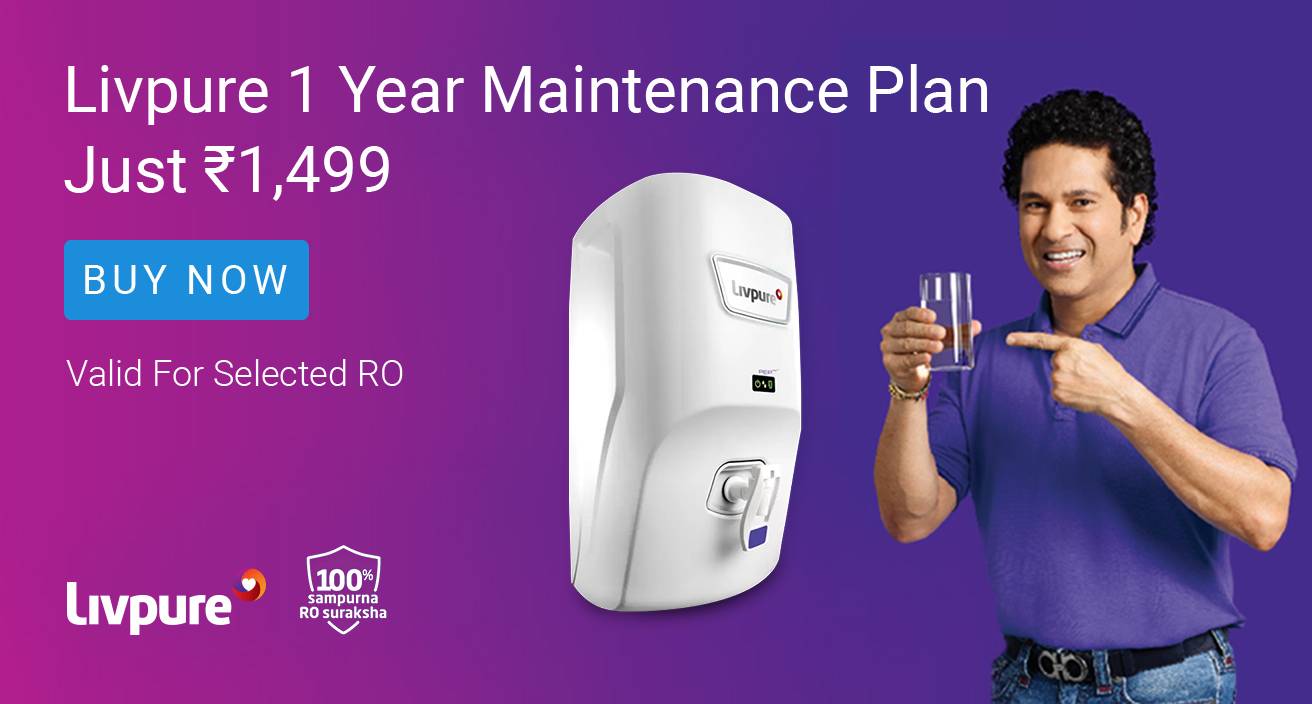 Livpure 1 Year Maintenance Plan
Just ₹1,499
BUY NOW
Valid For Selected RO
Livpure
100%
sampurna
RO suraksha
Livpure